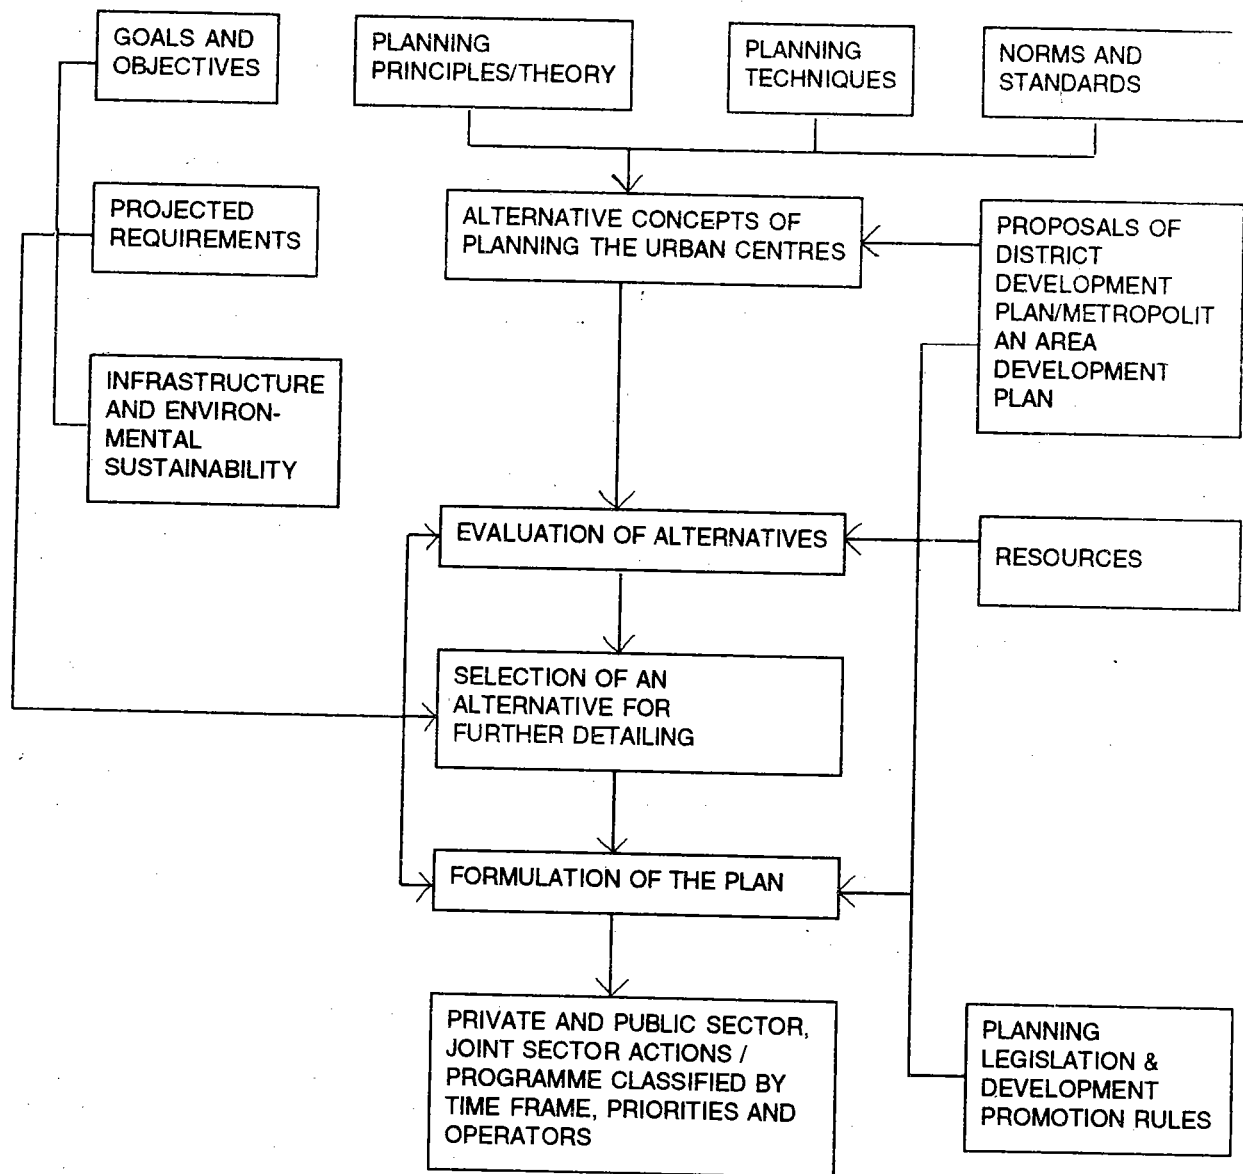 GOALS AND
OBJECTIVES
PLANNING
PRINCIPLES/THEORY
PLANNING
TECHNIQUES
NORMS AND
STANDARDS
PROJECTED
REQUIREMENTS
ALTERNATIVE CONCEPTS OF
PLANNING THE URBAN CENTRES
PROPOSALS OF
DISTRICT
DEVELOPMENT
PLAN/METROPOLIT
AN AREA
DEVELOPMENT
PLAN
INFRASTRUCTURE
AND ENVIRON-
MENTAL
SUSTAINABILITY
EVALUATION OF ALTERNATIVES
RESOURCES
SELECTION OF AN
ALTERNATIVE FOR
FURTHER DETAILING
FORMULATION OF THE PLAN
PRIVATE AND PUBLIC SECTOR,
JOINT SECTOR ACTIONS /
PROGRAMME CLASSIFIED BY
TIME FRAME, PRIORITIES AND
OPERATORS
PLANNING
LEGISLATION &
DEVELOPMENT
PROMOTION RULES